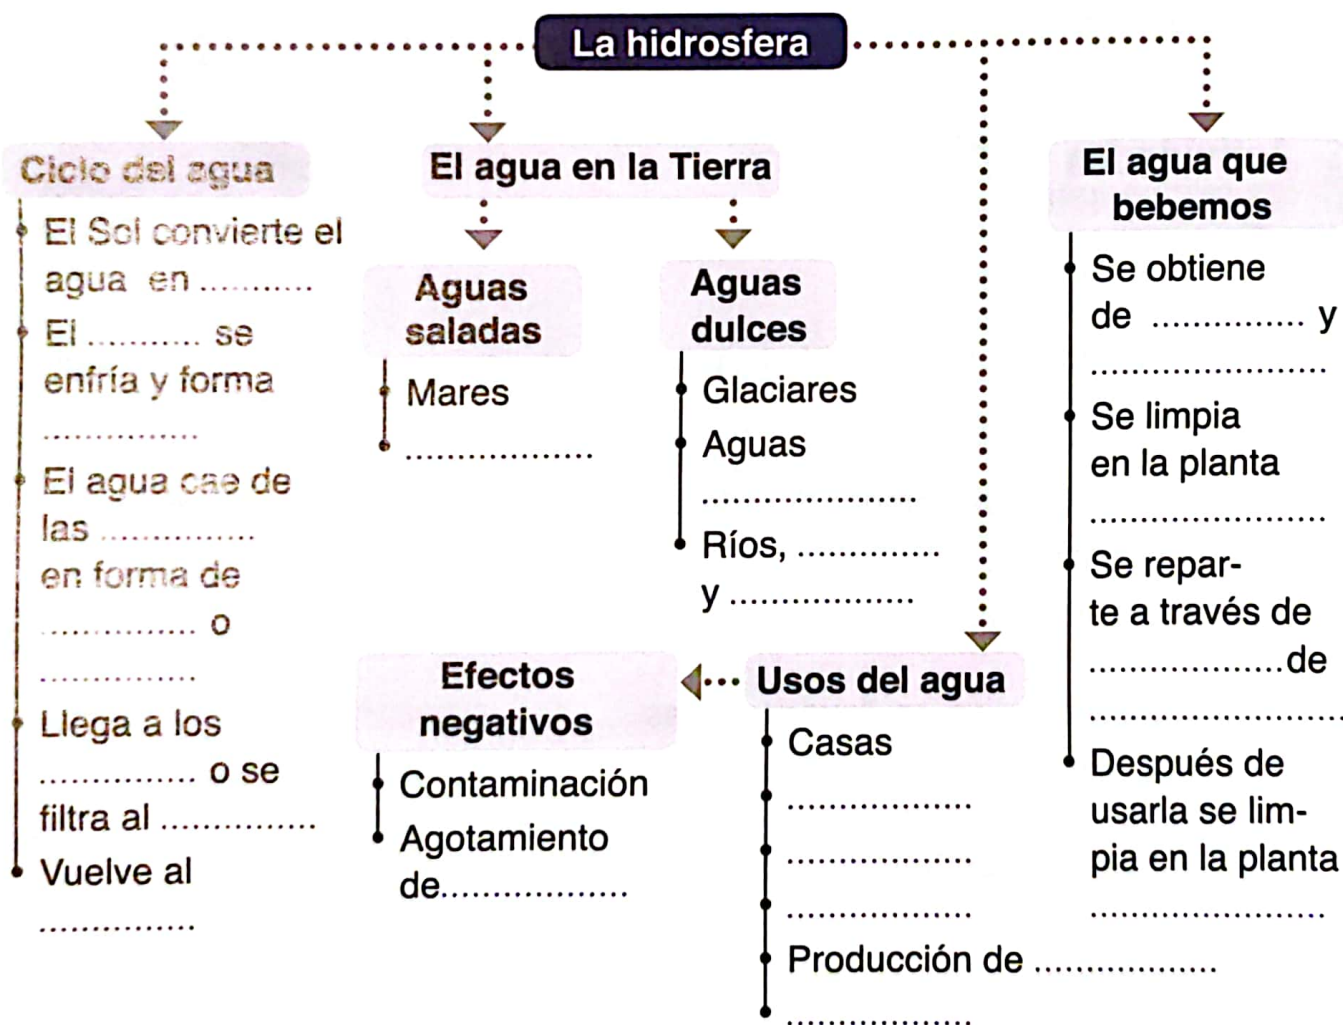 La hidrosfera
Ciclo del agua
El Sol convierte el
agua en ...........
El ........... se
enfría y forma
...............
El agua cae de
las ...............
en forma de
............... o
...............
Llega a los
............... o se
filtra al ...............
Vuelve al
...............
El agua en la Tierra
Aguas
saladas
Mares
..................
Aguas
dulces
Glaciares
Aguas
.....................
Ríos, ..............
y ..................
Efectos
negativos
Contaminación
Agotamiento
de..................
Usos del agua
Casas
..................
..................
..................
Producción de ..................
..................
El agua que
bebemos
Se obtiene
de ............... y
.......................
Se limpia
en la planta
.......................
Se repar-
te a través de
...................de
.........................
Después de
usarla se lim-
pia en la planta
.......................